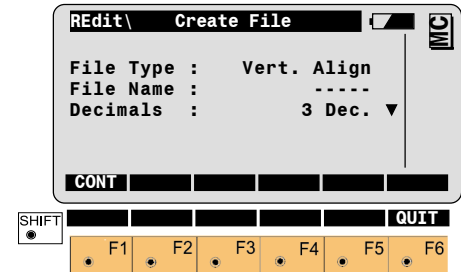 REdit\ Create File MC
File Type : Vert. Align
File Name : -----
Decimals : 3 Dec. ▼
CONT
SHIFT QUIT
F1 F2 F3 F4 F5 F6